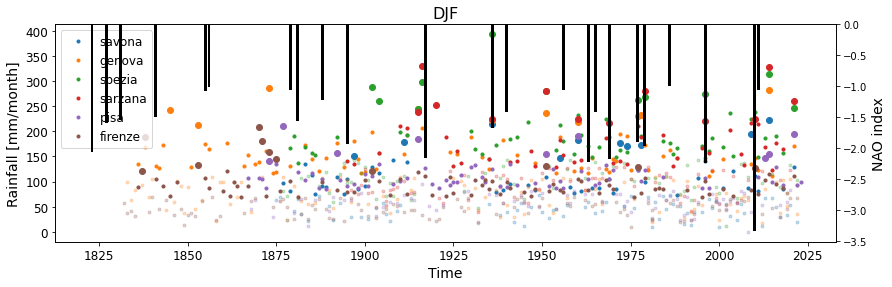 DJF
Rainfall [mm/month]
400
350
300
250
200
150
100
50
0
savona
genova
spezia
sarzana
pisa
firenze
0.0
−0.5
−1.0
−1.5
−2.0
−2.5
−3.0
−3.5
NAO index
1825
1850
1875
1900
1925
1950
1975
2000
2025
Time